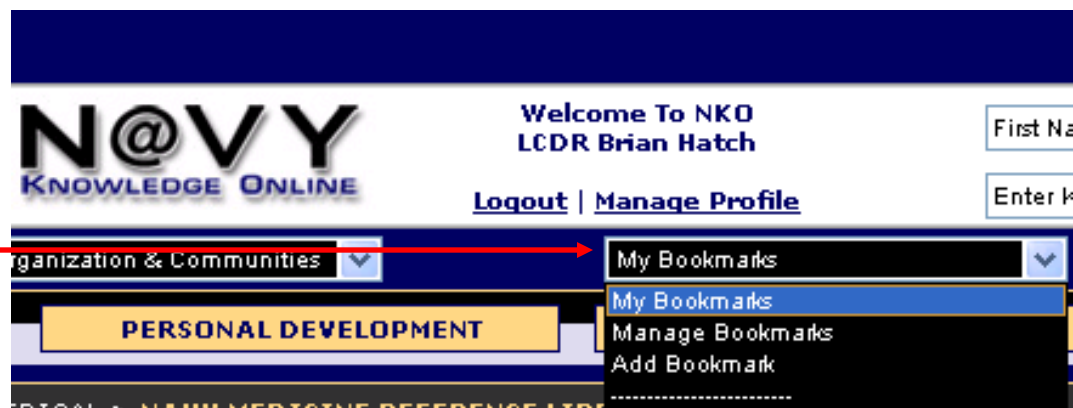 N@VY
KNOWLEDGE ONLINE
Welcome To NKO
LCDR Brian Hatch
Logout | Manage Profile
First Na
Enter k
rganization & Communities
My Bookmarks
My Bookmarks
Manage Bookmarks
Add Bookmark
------------------------
PERSONAL DEVELOPMENT